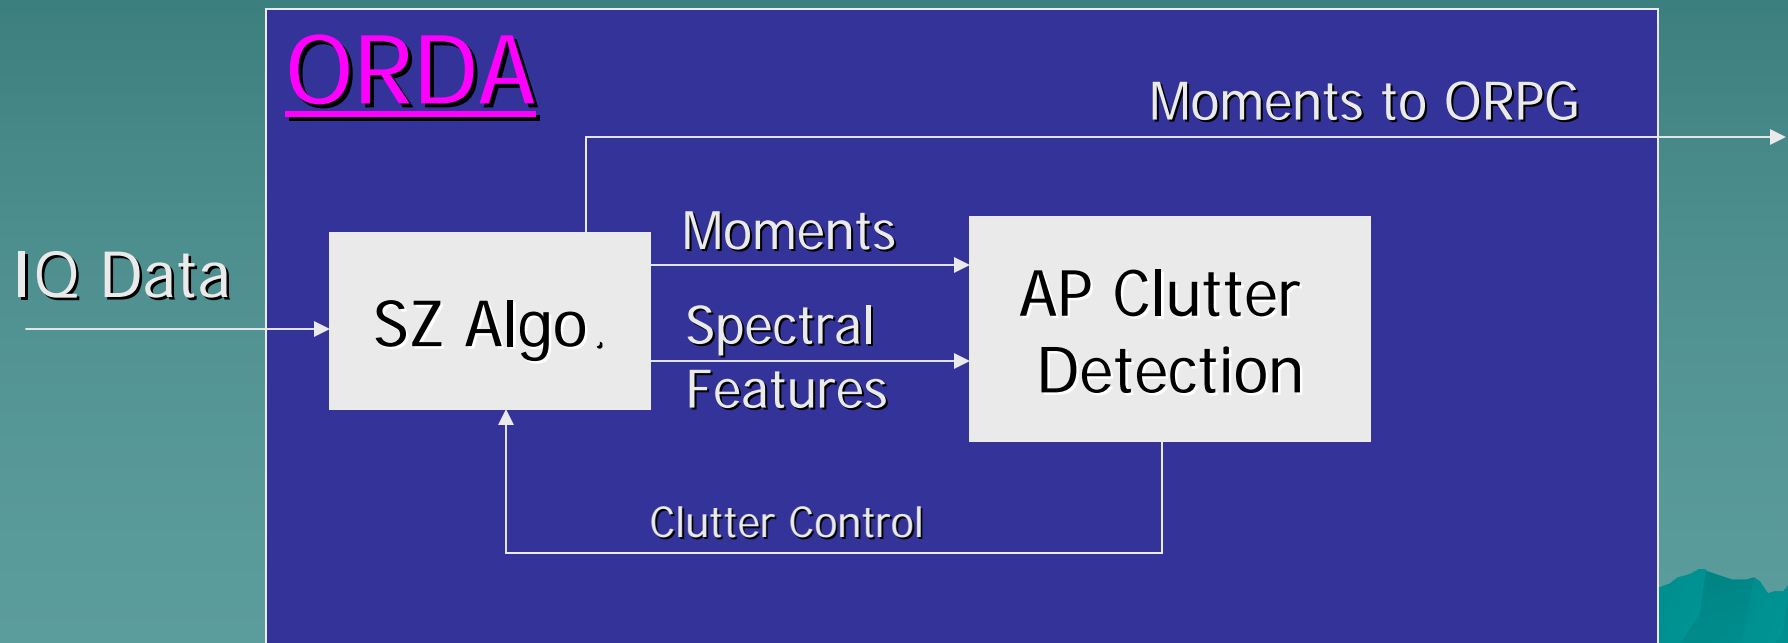 ORDA
Moments to ORPG
IQ Data
SZ Algo.
Moments
Spectral
Features
AP Clutter
Detection
Clutter Control